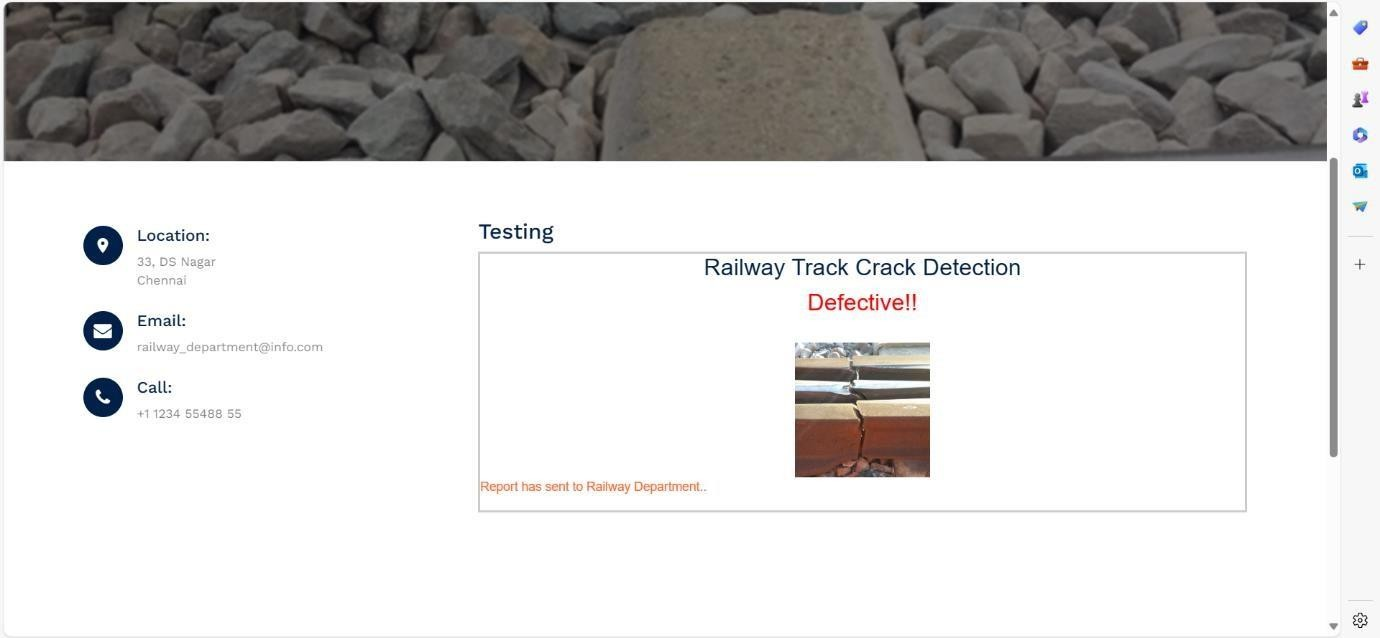 Location:
33, DS Nagar
Chennai
Email:
railway_department@info.com
Call:
+1 1234 55488 55
Testing
Railway Track Crack Detection
Defective!!
Report has sent to Railway Department..